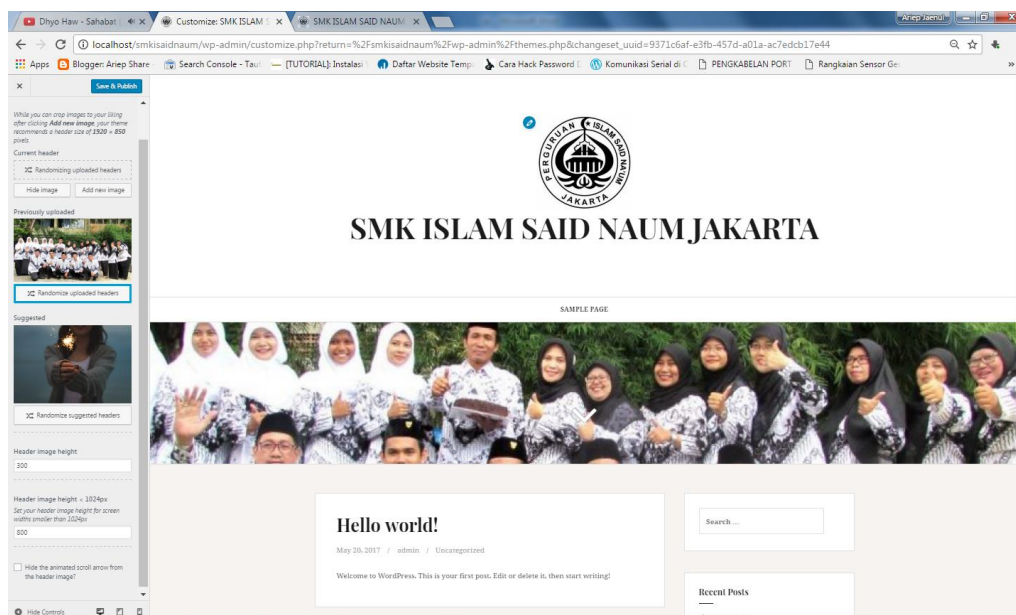 Dhyo Haw - Sahabat
Customize: SMK ISLAM S
SMK ISLAM SAID NAUM
Ariep Jaenul
localhost/smkisaidnaum/wp-admin/customize.php?return=%2Fsmkisaidnaum%2Fwp-admin%2Fthemes.php&changeset_uuid=9371c6af-e3fb-457d-a01a-ac7edcb17e44
Apps
Blogger: Ariep Share
Search Console - Taut
[TUTORIAL]: Instalasi
Daftar Website Temp
Cara Hack Password
Komunikasi Serial di
PENGKABELAN PORT
Rangkaian Sensor Ge
Save & Publish
While you can crop images to your liking
after clicking Add new image, your theme
recommends a header size of 1920 × 850
pixels.
Current header
Randomizing uploaded headers
Hide image
Add new image
Previously uploaded
Randomize uploaded headers
Suggested
Randomize suggested headers
Header image height
300
Header image height < 1024px
Set your header image height for screen
widths smaller than 1024px
800
Hide the animated scroll arrow from
the header image?
Hide Controls
PERGURUAN ISLAM SAID NA'UM
JAKARTA
SMK ISLAM SAID NAUM JAKARTA
SAMPLE PAGE
Hello world!
May 20, 2017 / admin / Uncategorized
Welcome to WordPress. This is your first post. Edit or delete it, then start writing!
Search …
Recent Posts